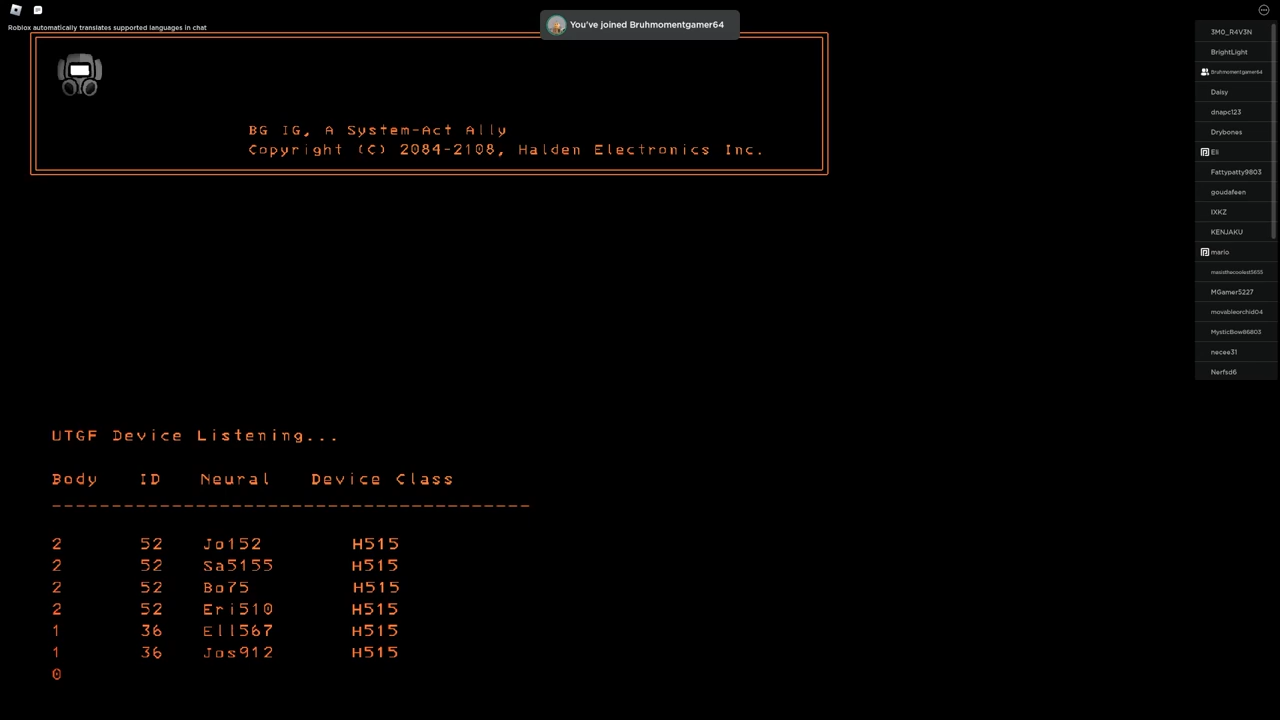 You've joined Bruhmomentgamer64
Roblox automatically translates supported languages in chat
BG IG, A System-Act Ally
Copyright (C) 2084-2108, Halden Electronics Inc.
UTGF Device Listening...
Body ID Neural Device Class
----------------------------------------
2 52 Jo152 H515
2 52 Sa5155 H515
2 52 Bo75 H515
2 52 Eri510 H515
1 36 Ell567 H515
1 36 Jos912 H515
0
3M0_R4V3N
BrightLight
Bruhmomentgamer64
Daisy
dnapc123
Drybones
Eli
Fattypatty9803
goudafeen
IXKZ
KENJAKU
mario
MGamer5227
movableorchid04
MysticBow86803
necee31
Nerfsd6